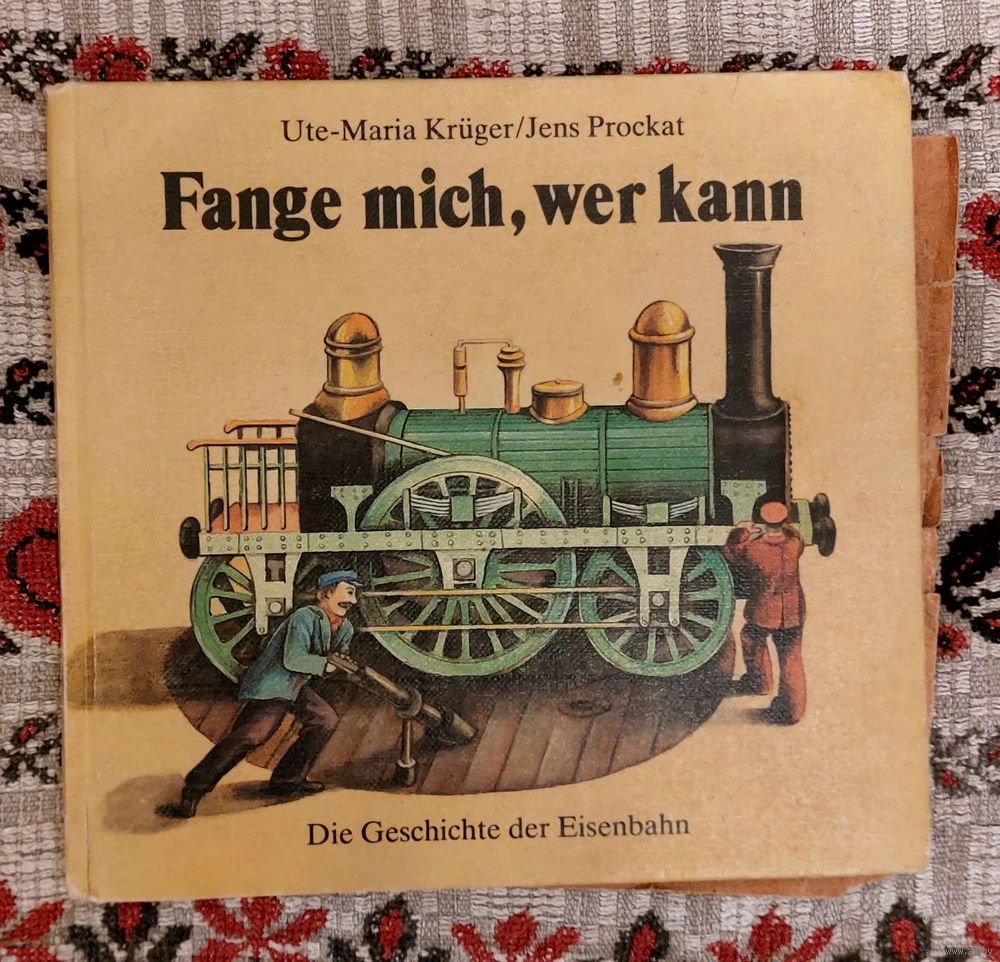 Ute-Maria Krüger/Jens Prockat
Fange mich, wer kann
Die Geschichte der Eisenbahn